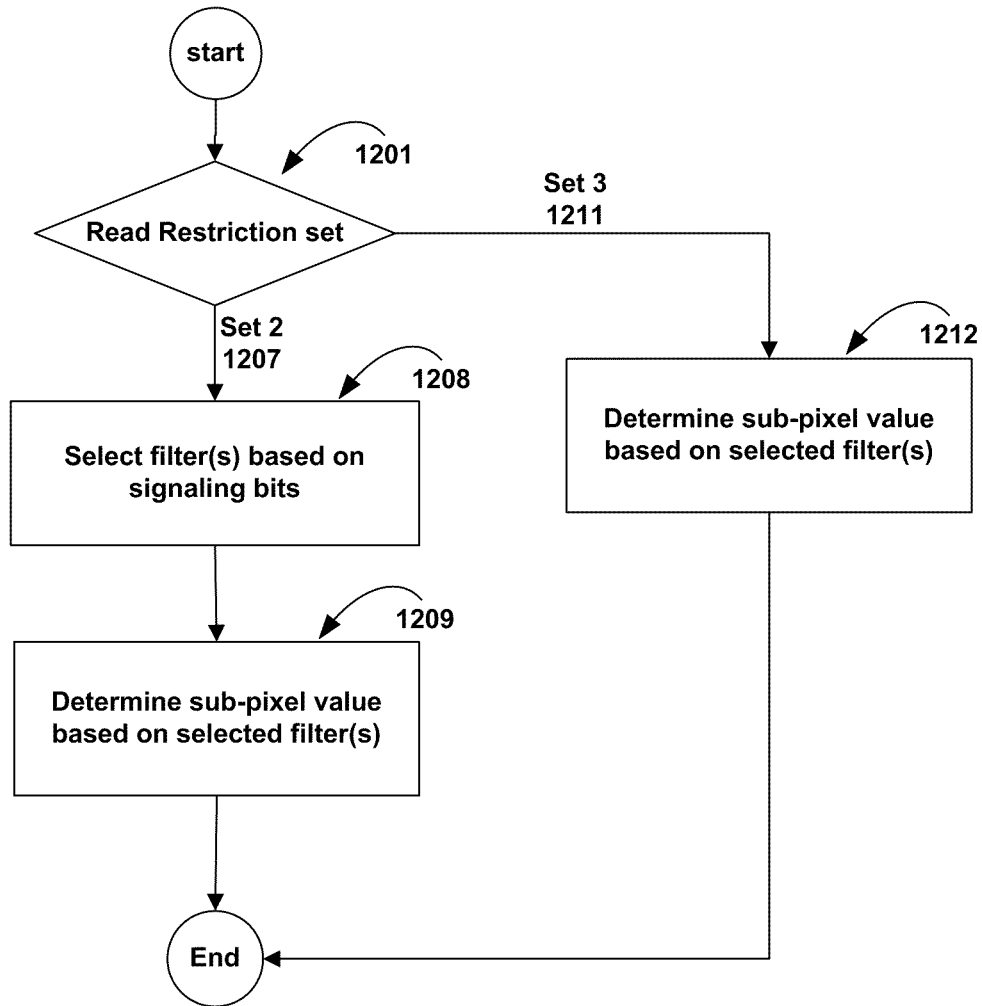 start
1201
Read Restriction set
Set 3
1211
Set 2
1207
1208
1212
Select filter(s) based on
signaling bits
Determine sub-pixel value
based on selected filter(s)
1209
Determine sub-pixel value
based on selected filter(s)
End